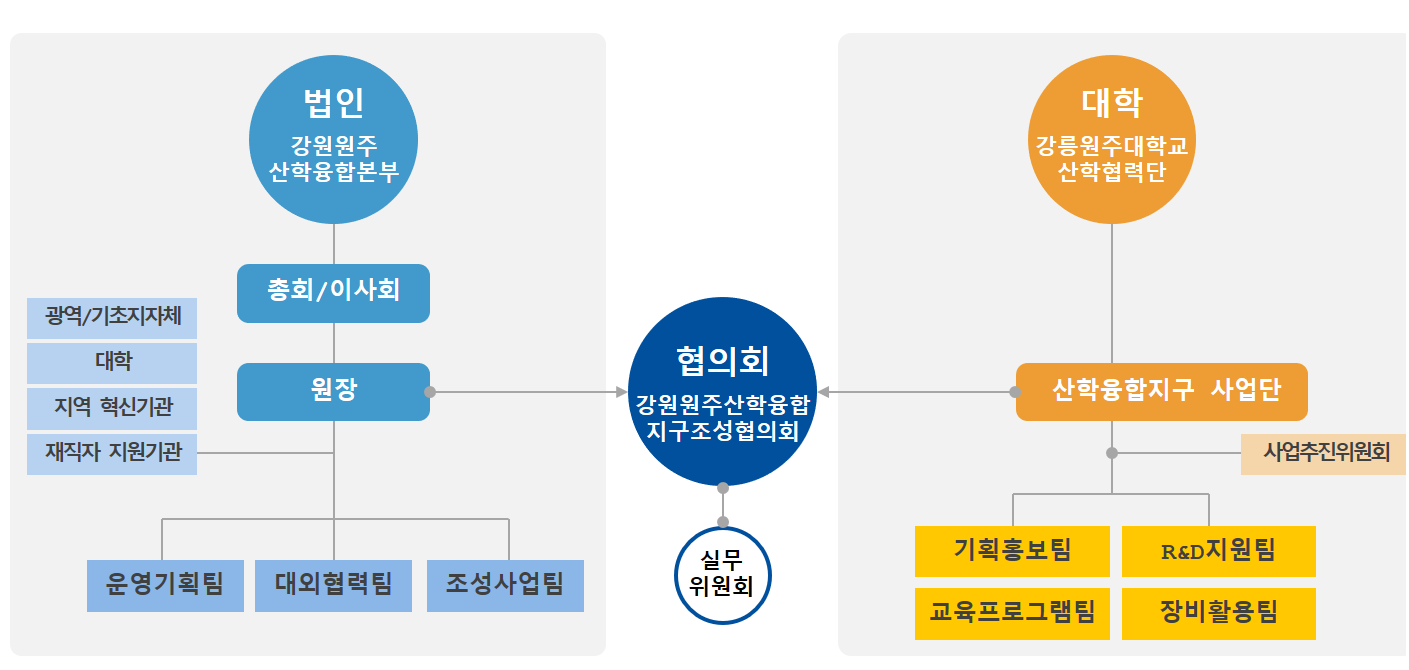 법인
강원원주
산학융합본부
총회/이사회
광역/기초지자체
대학
지역 혁신기관
재직자 지원기관
원장
운영기획팀
대외협력팀
조성사업팀
협의회
강원원주산학융합
지구조성협의회
실무
위원회
대학
강릉원주대학교
산학협력단
산학융합지구 사업단
사업추진위원회
기획홍보팀
R&D지원팀
교육프로그램팀
장비활용팀